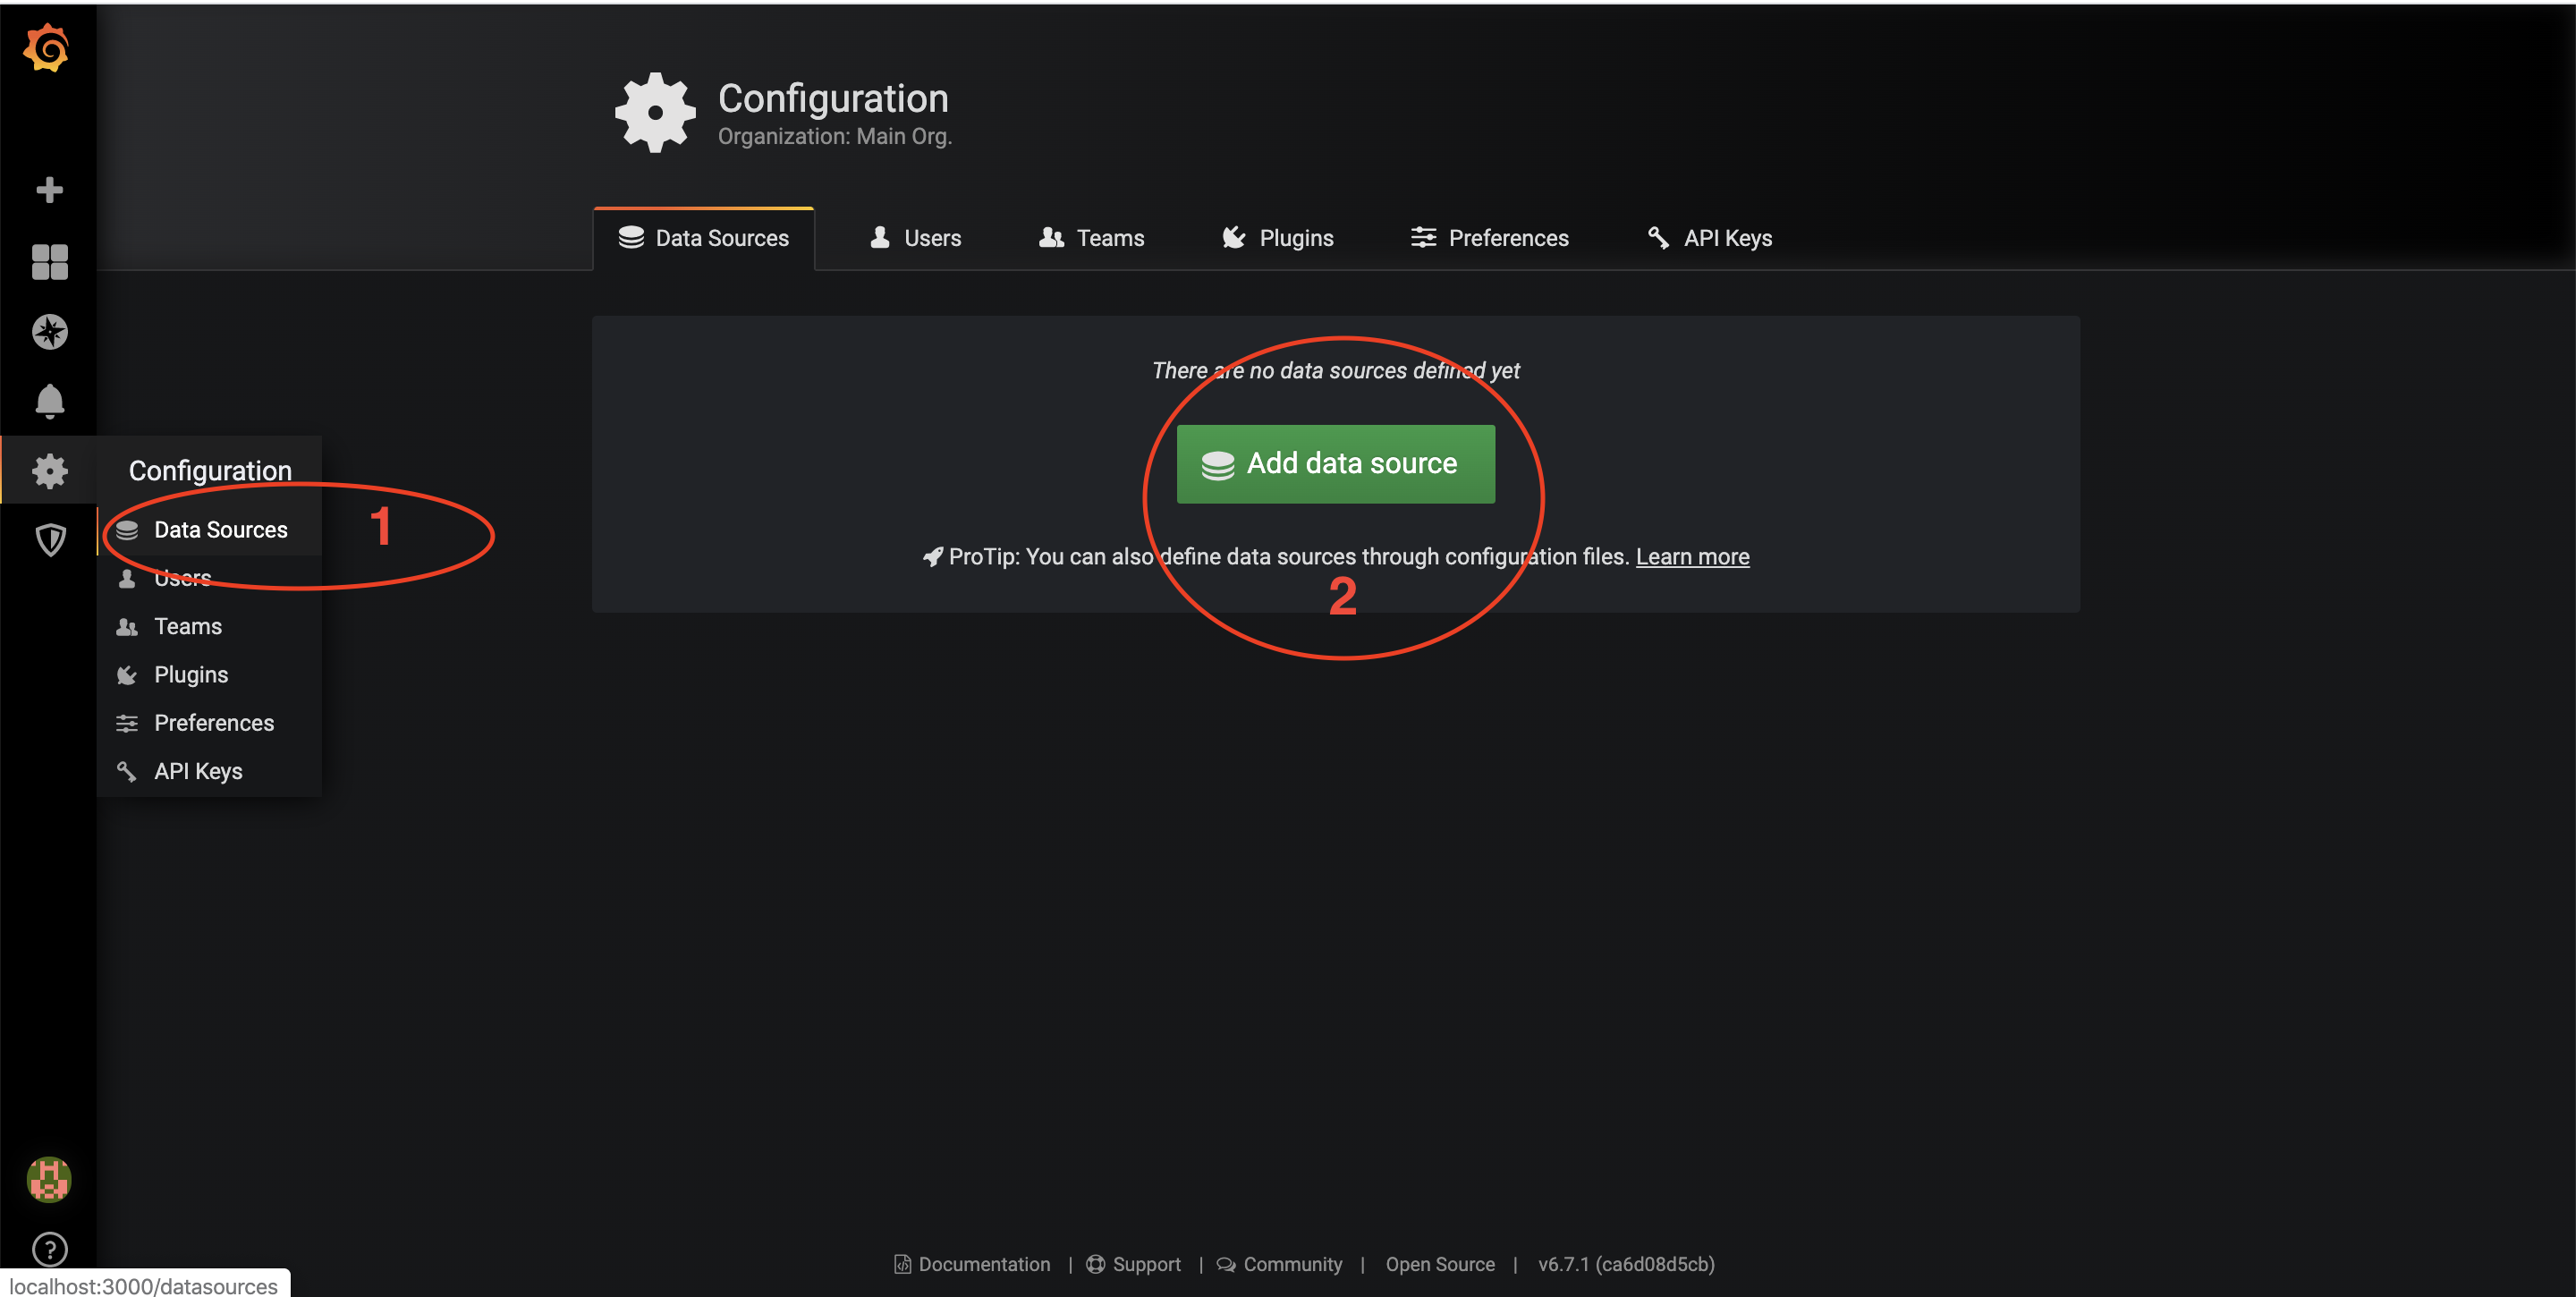 Configuration
Organization: Main Org.
Data Sources Users Teams Plugins Preferences API Keys
There are no data sources defined yet
Add data source
ProTip: You can also define data sources through configuration files. Learn more
2
Configuration
Data Sources 1
Users
Teams
Plugins
Preferences
API Keys
Documentation | Support | Community | Open Source | v6.7.1 (ca6d08d5cb)
localhost:3000/datasources